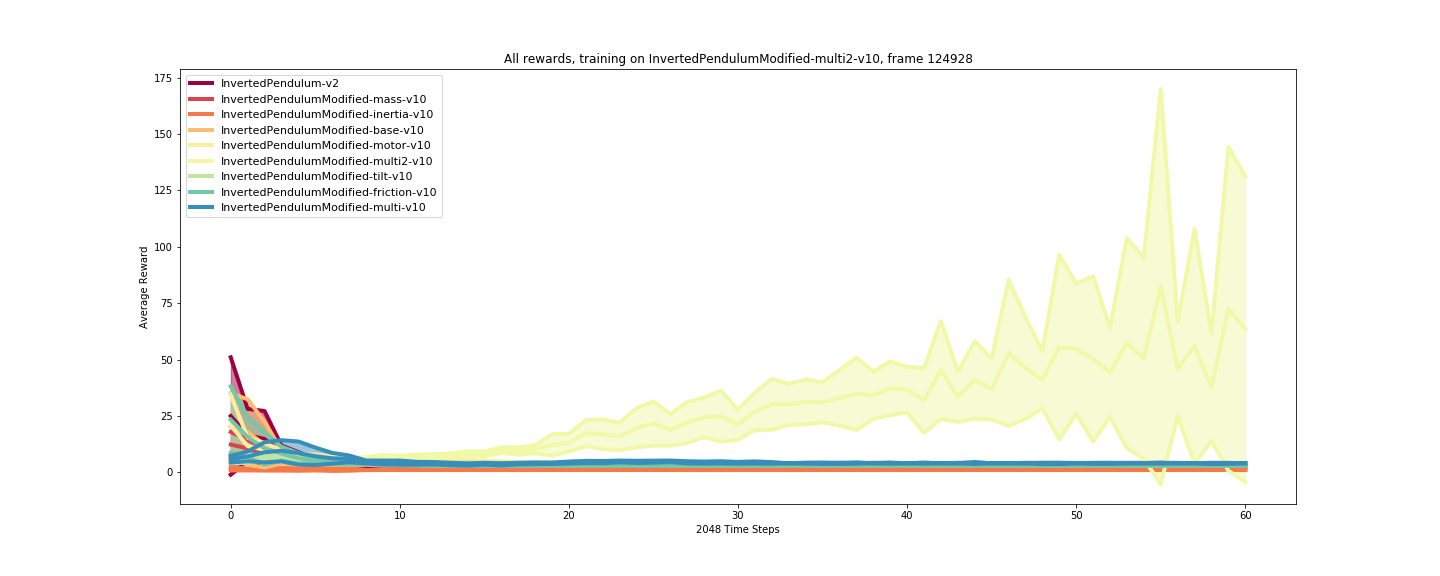 All rewards, training on InvertedPendulumModified-multi2-v10, frame 124928
InvertedPendulum-v2
InvertedPendulumModified-mass-v10
InvertedPendulumModified-inertia-v10
InvertedPendulumModified-base-v10
InvertedPendulumModified-motor-v10
InvertedPendulumModified-multi2-v10
InvertedPendulumModified-tilt-v10
InvertedPendulumModified-friction-v10
InvertedPendulumModified-multi-v10
Average Reward
175
150
125
100
75
50
25
0
0 10 20 30 40 50 60
2048 Time Steps